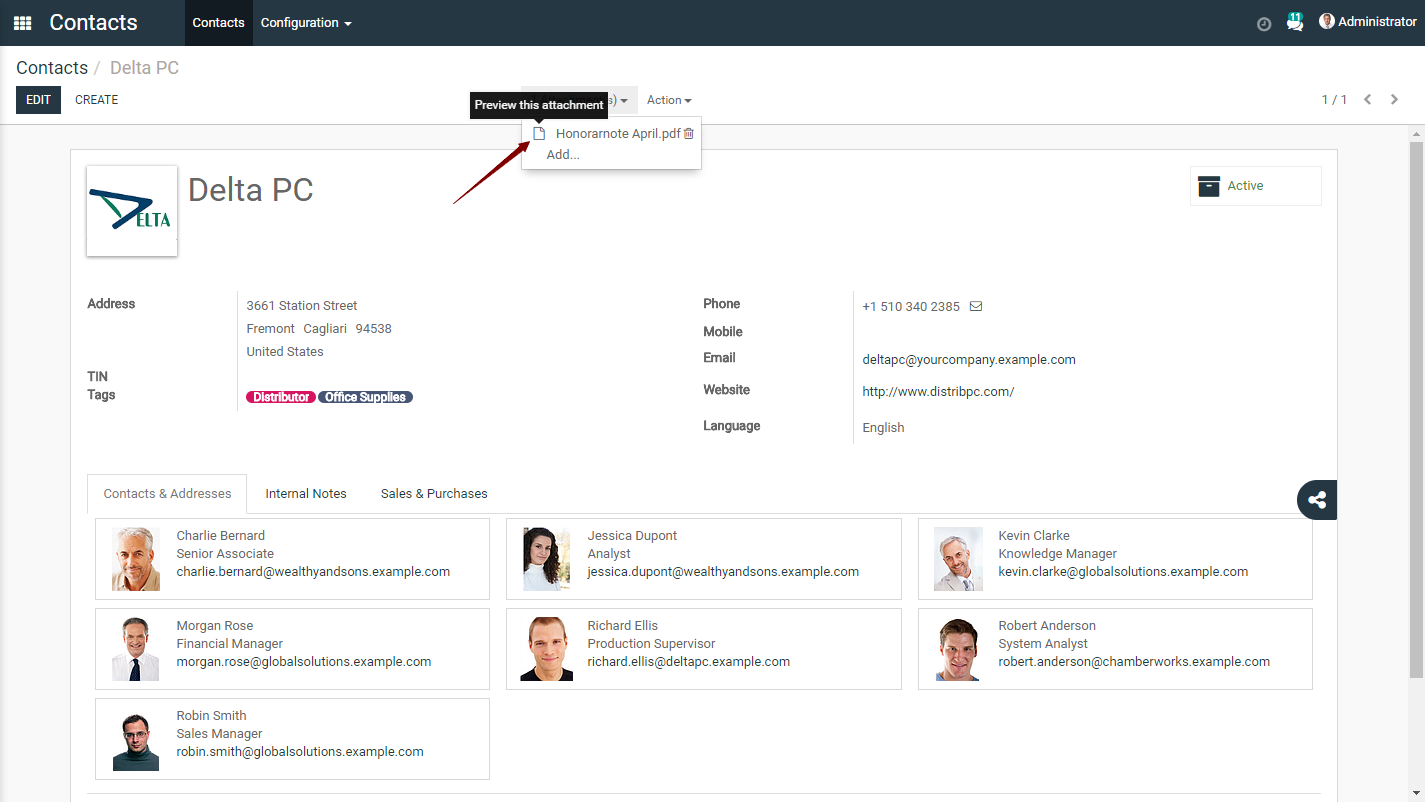 Contacts Contacts Configuration 11 Administrator
Contacts / Delta PC
EDIT CREATE Preview this attachment s) Action 1 / 1
Honorarnote April.pdf
Add...
ELTA
Delta PC
Active
Address
3661 Station Street
Fremont Cagliari 94538
United States
TIN
Tags Distributor Office Supplies
Phone +1 510 340 2385
Mobile
Email deltapc@yourcompany.example.com
Website http://www.distribpc.com/
Language English
Contacts & Addresses Internal Notes Sales & Purchases
Charlie Bernard
Senior Associate
charlie.bernard@wealthyandsons.example.com
Jessica Dupont
Analyst
jessica.dupont@wealthyandsons.example.com
Kevin Clarke
Knowledge Manager
kevin.clarke@globalsolutions.example.com
Morgan Rose
Financial Manager
morgan.rose@globalsolutions.example.com
Richard Ellis
Production Supervisor
richard.ellis@deltapc.example.com
Robert Anderson
System Analyst
robert.anderson@chamberworks.example.com
Robin Smith
Sales Manager
robin.smith@globalsolutions.example.com